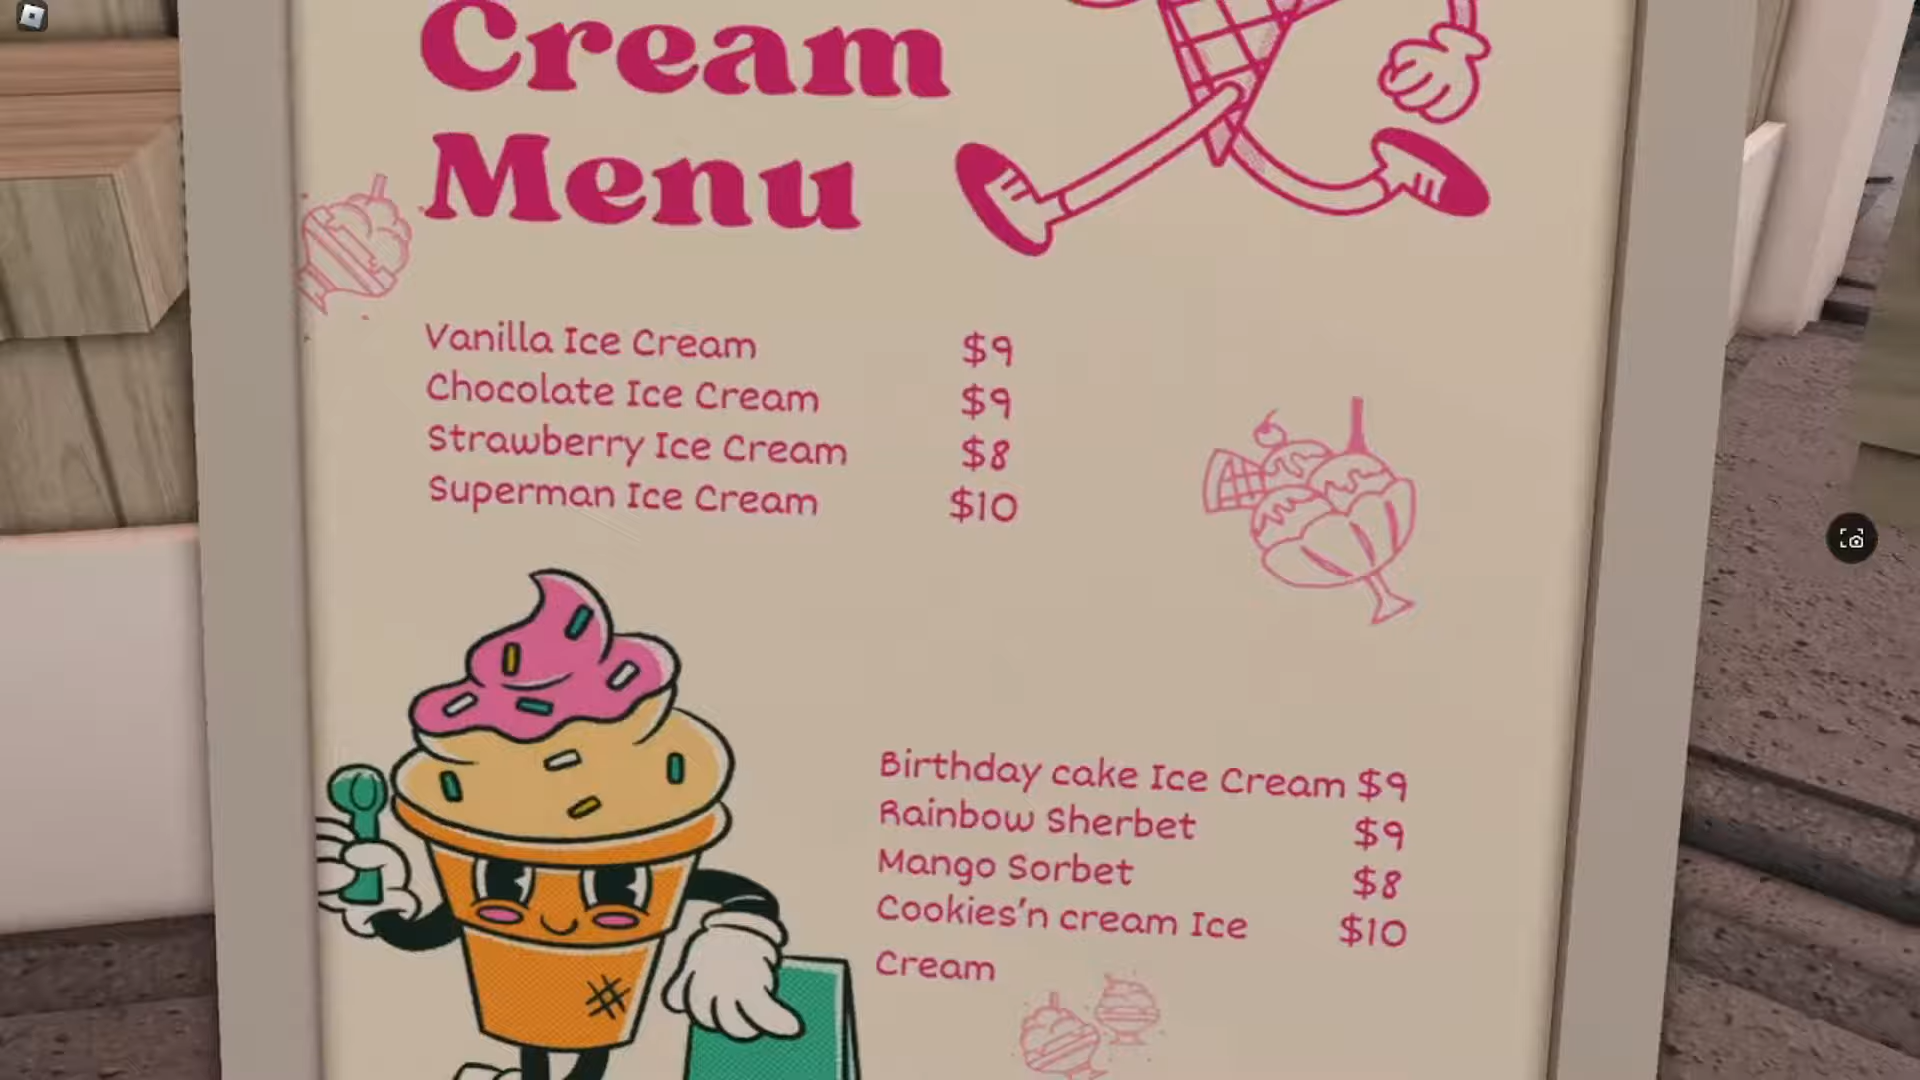 Cream
Menu
Vanilla Ice Cream $9
Chocolate Ice Cream $9
Strawberry Ice Cream $8
Superman Ice Cream $10
Birthday cake Ice Cream $9
Rainbow Sherbet $9
Mango Sorbet $8
Cookies'n cream Ice $10
Cream